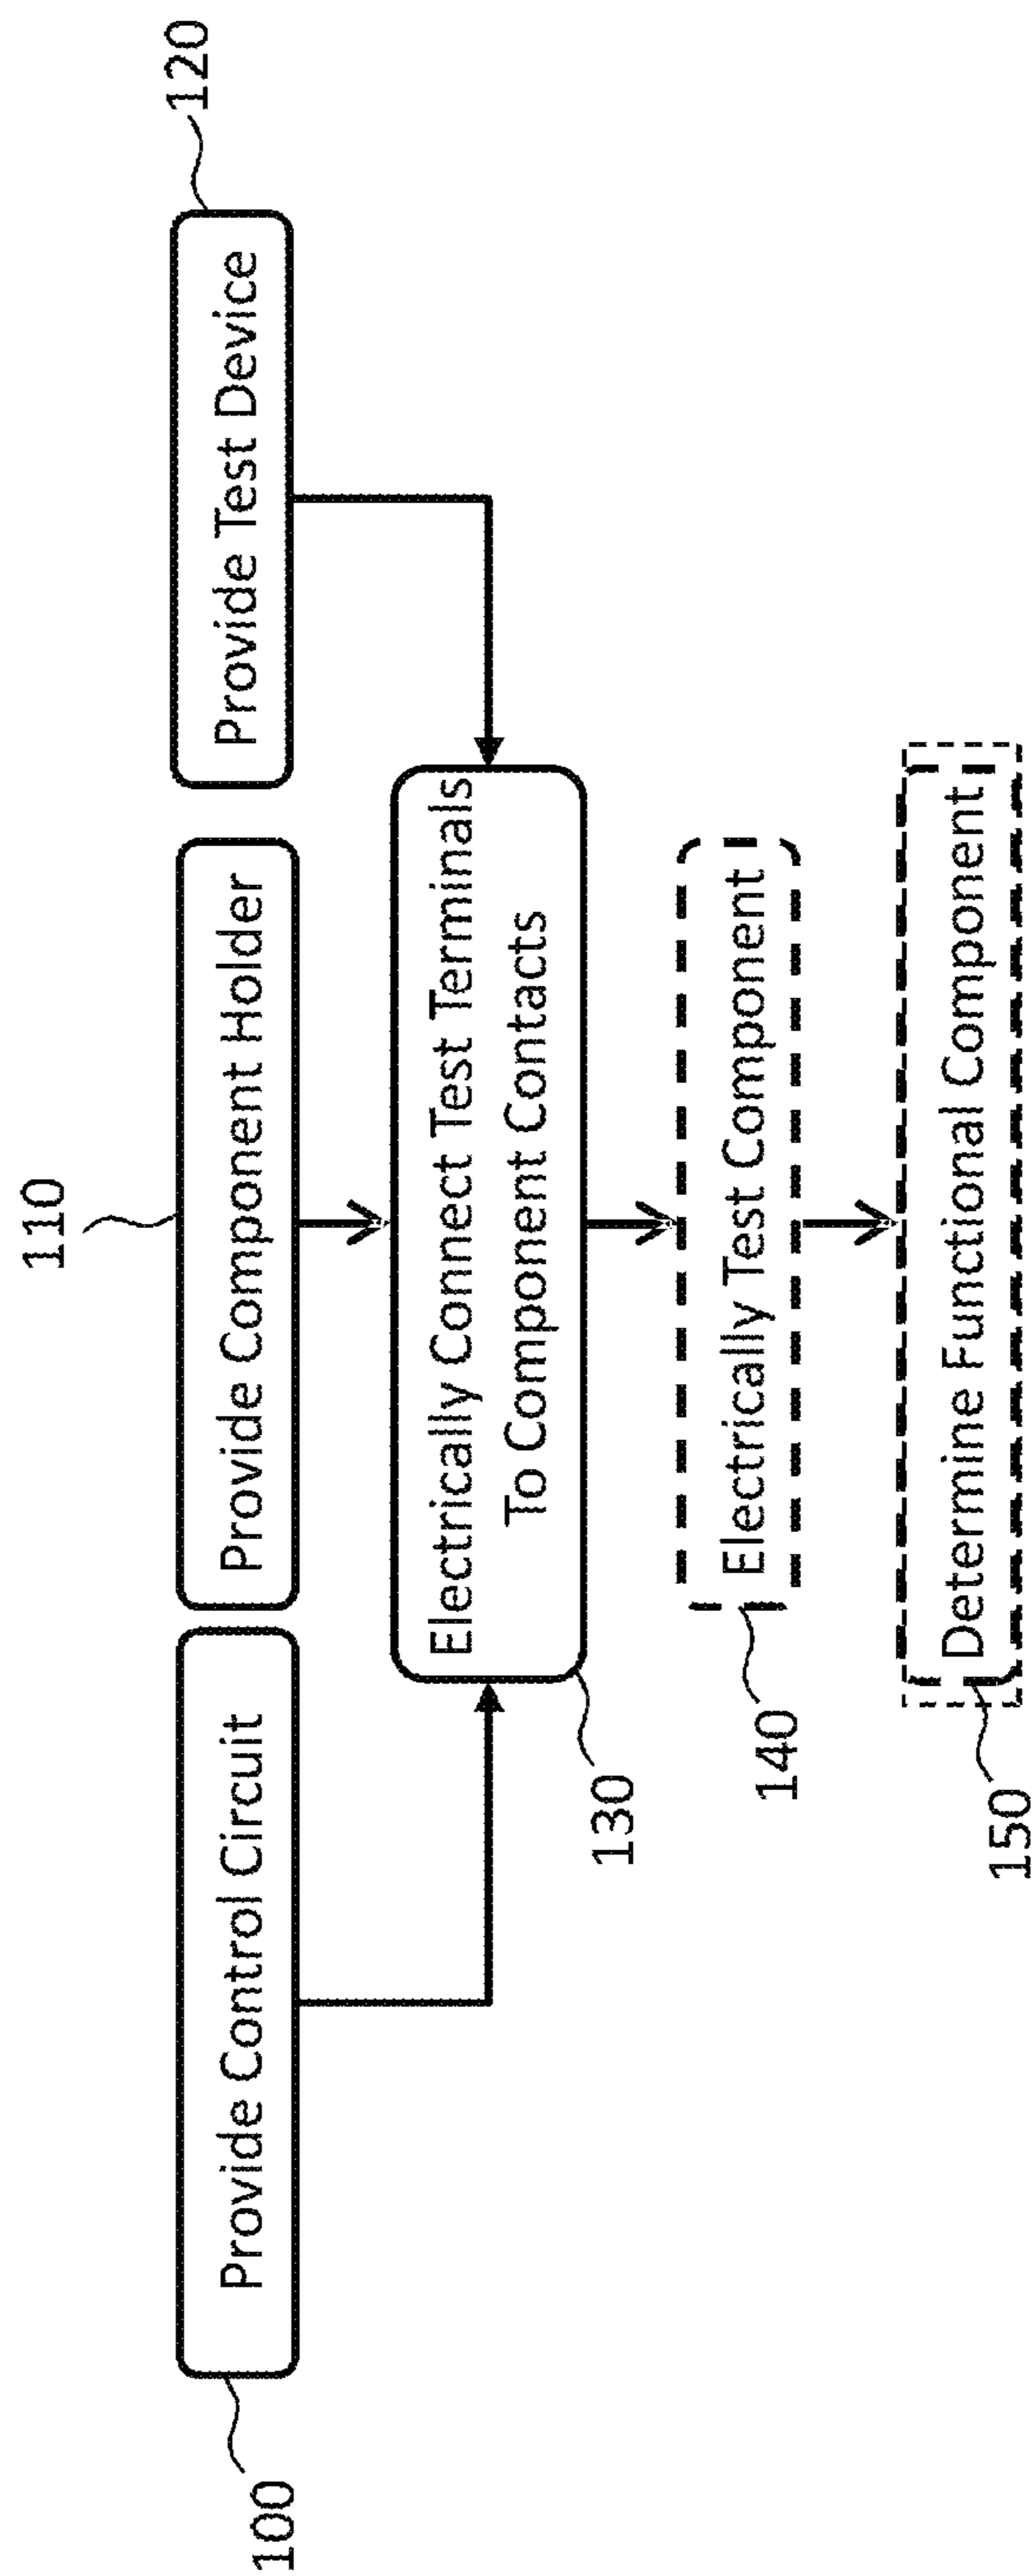 110
120
Provide Control Circuit
Provide Component Holder
Provide Test Device
100
Electrically Connect Test Terminals
To Component Contacts
130
Electrically Test Component
140
Determine Functional Component
150